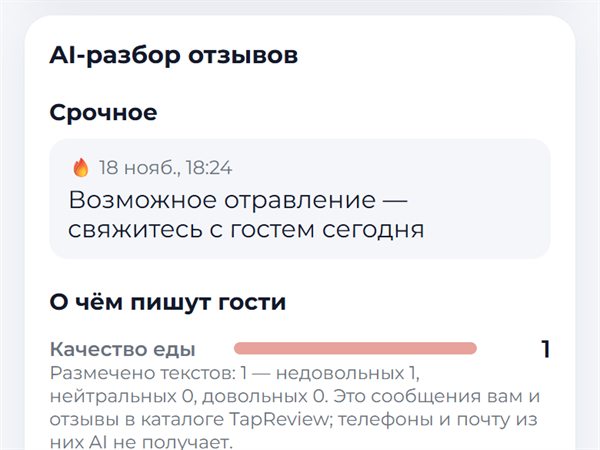 AI-разбор отзывов
Срочное
🔥 18 нояб., 18:24
Возможное отравление —
свяжитесь с гостем сегодня
О чём пишут гости
Качество еды 1
Размечено текстов: 1 — недовольных 1,
нейтральных 0, довольных 0. Это сообщения вам и
отзывы в каталоге TapReview; телефоны и почту из
них AI не получает.